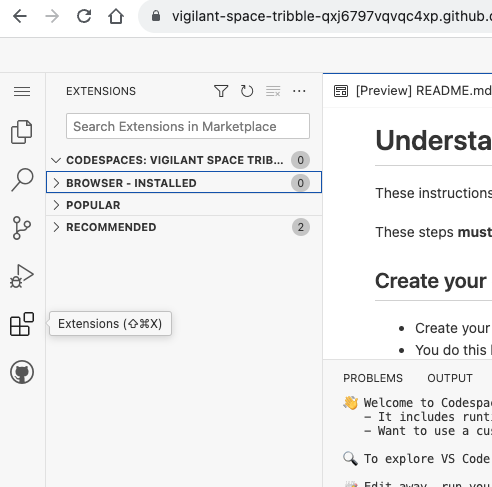 vigilant-space-tribble-qxj6797vqvqc4xp.github.
EXTENSIONS
Search Extensions in Marketplace
CODESPACES: VIGILANT SPACE TRIB... 0
BROWSER - INSTALLED 0
POPULAR
RECOMMENDED 2
Extensions (⇧⌘X)
[Preview] README.md
Understa
These instructions
These steps must
Create your
• Create your
• You do this
PROBLEMS OUTPUT
👋 Welcome to Codespac
- It includes runt
- Want to use a cus
🔍 To explore VS Code
Edit away, run you